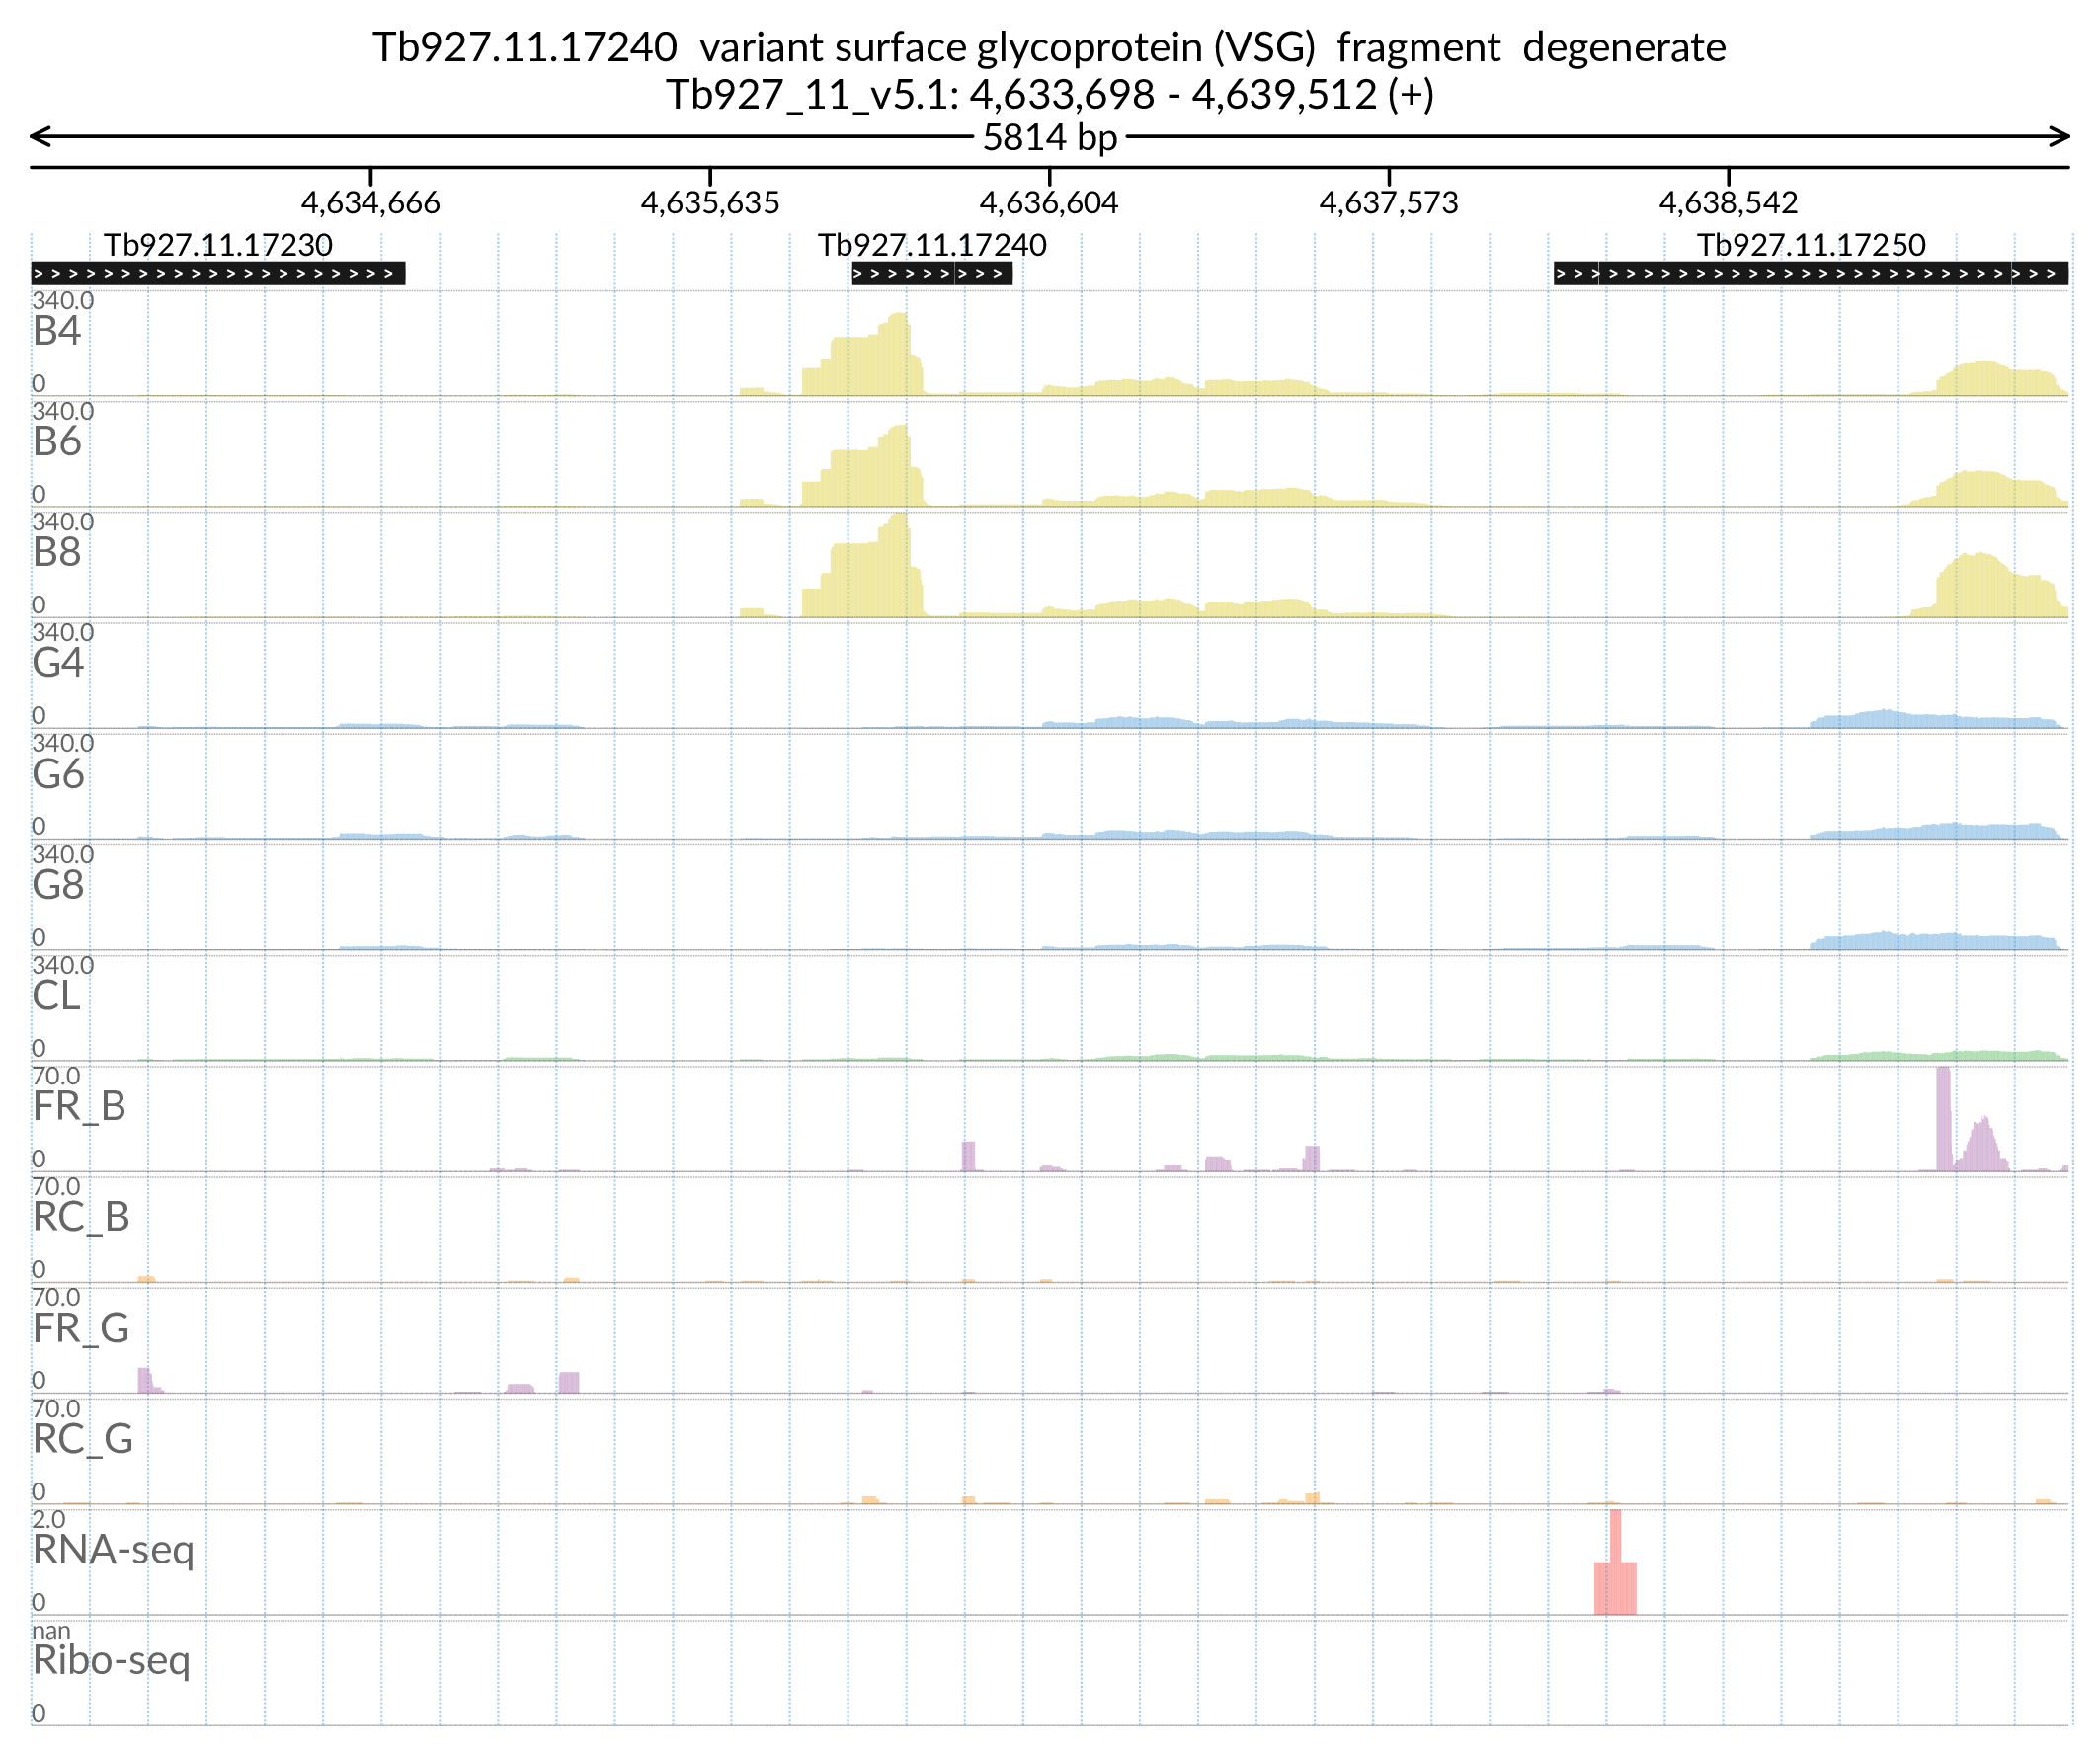 Tb927.11.17240 variant surface glycoprotein (VSG) fragment degenerate
Tb927_11_v5.1: 4,633,698 - 4,639,512 (+)
5814 bp
4,634,666 4,635,635 4,636,604 4,637,573 4,638,542
Tb927.11.17230 Tb927.11.17240 Tb927.11.17250
340.0
B4
0
340.0
B6
0
340.0
B8
0
340.0
G4
0
340.0
G6
0
340.0
G8
0
340.0
CL
0
70.0
FR_B
0
70.0
RC_B
0
70.0
FR_G
0
70.0
RC_G
0
2.0
RNA-seq
0
nan
Ribo-seq
0